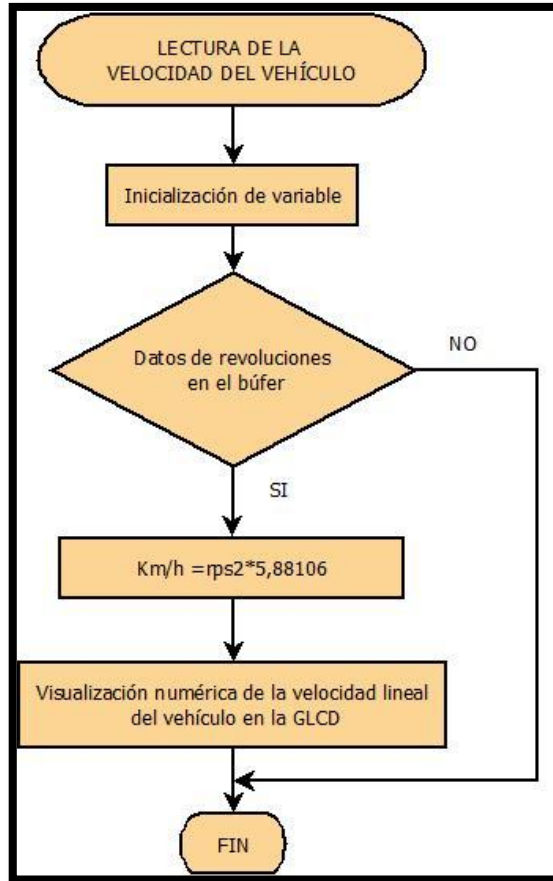 LECTURA DE LA
VELOCIDAD DEL VEHÍCULO
Inicialización de variable
Datos de revoluciones
en el búfer
NO
SI
Km/h =rps2*5,88106
Visualización numérica de la velocidad lineal
del vehículo en la GLCD
FIN